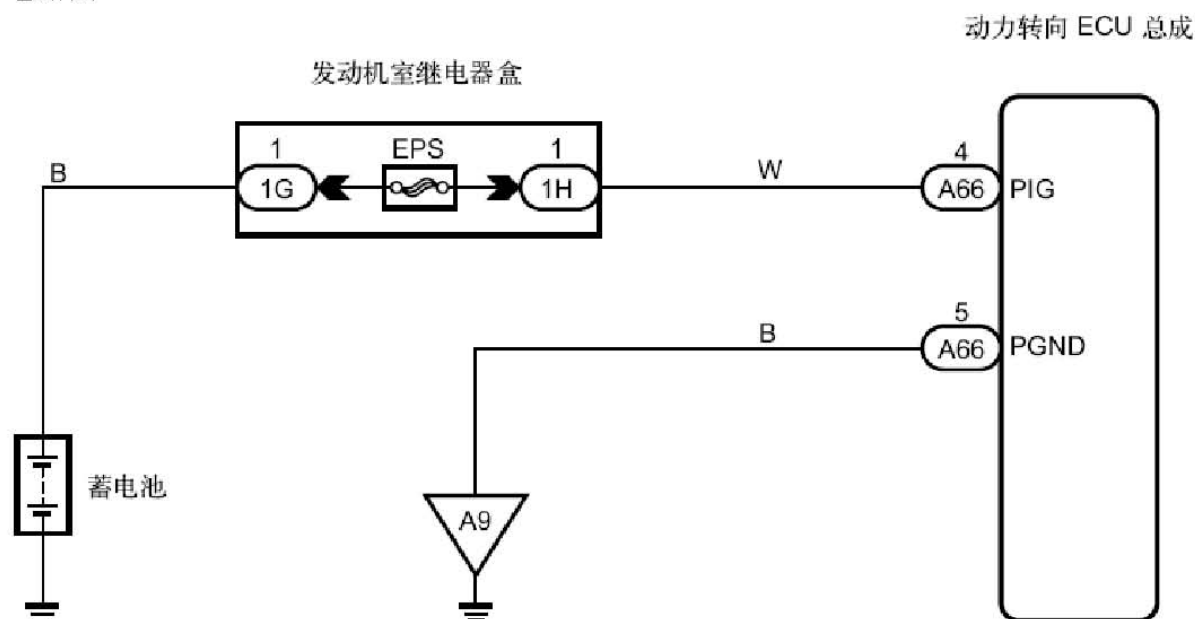 动力转向 ECU 总成
发动机室继电器盒
1 EPS 1
B 1G 1H W 4
A66 PIG
5
B A66 PGND
蓄电池
A9